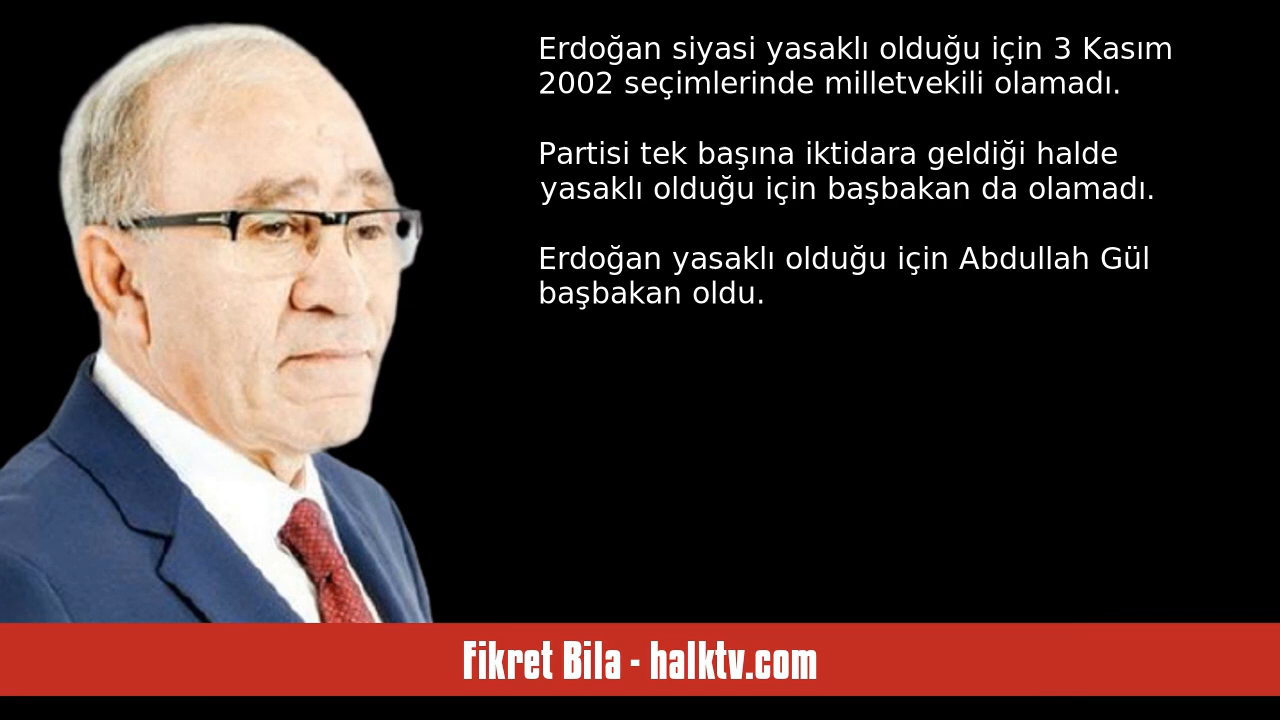 Erdoğan siyasi yasaklı olduğu için 3 Kasım
2002 seçimlerinde milletvekili olamadı.
Partisi tek başına iktidara geldiği halde
yasaklı olduğu için başbakan da olamadı.
Erdoğan yasaklı olduğu için Abdullah Gül
başbakan oldu.
Fikret Bila - halktv.com